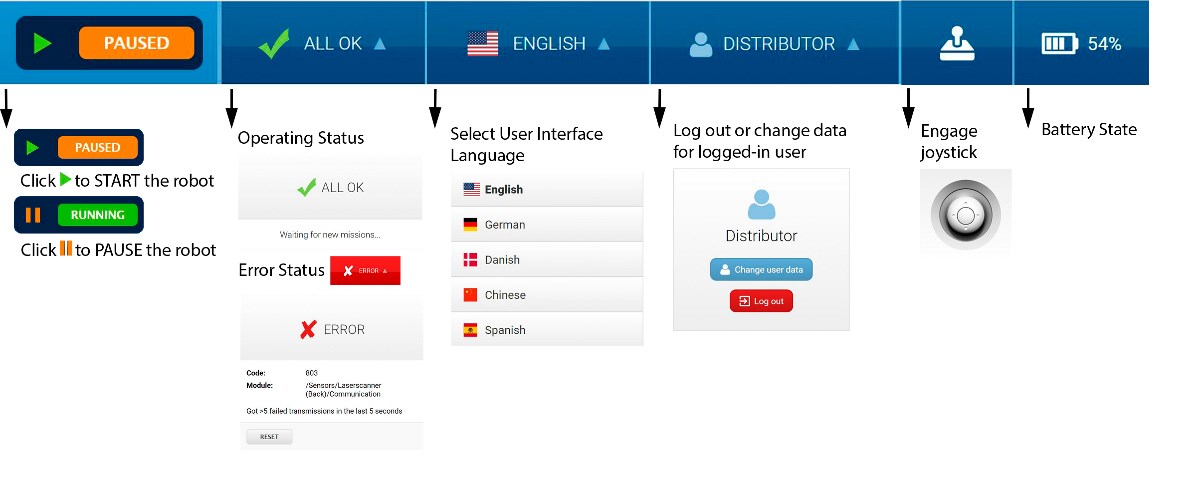 PAUSED
ALL OK
ENGLISH
DISTRIBUTOR
54%
PAUSED
Click to START the robot
RUNNING
Click to PAUSE the robot
Operating Status
ALL OK
Waiting for new missions...
Error Status
ERROR
ERROR
Code: 803
Module: /Sensors/Laserscanner
(Back)/Communication
Got >5 failed transmissions in the last 5 seconds
RESET
Select User Interface
Language
English
German
Danish
Chinese
Spanish
Log out or change data
for logged-in user
Distributor
Change user data
Log out
Engage
joystick
Battery State